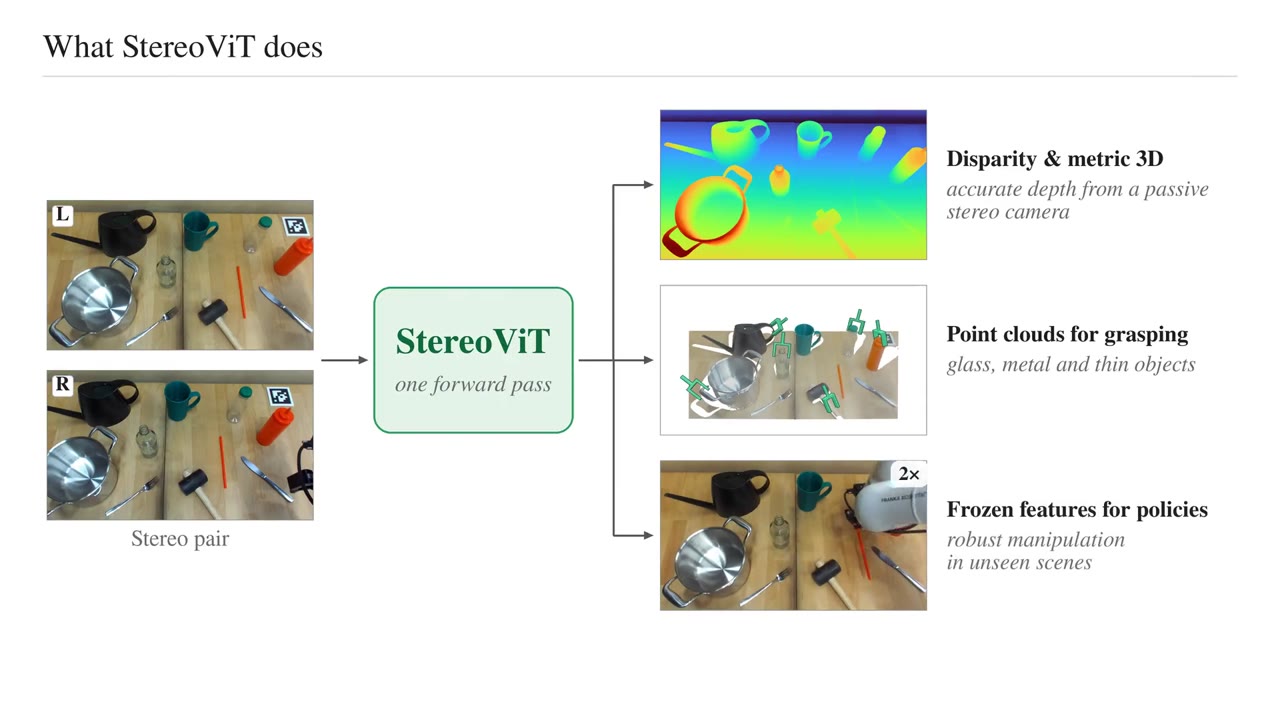 What StereoViT does
L
R
Stereo pair
StereoViT
one forward pass
Disparity & metric 3D
accurate depth from a passive
stereo camera
Point clouds for grasping
glass, metal and thin objects
2×
Frozen features for policies
robust manipulation
in unseen scenes